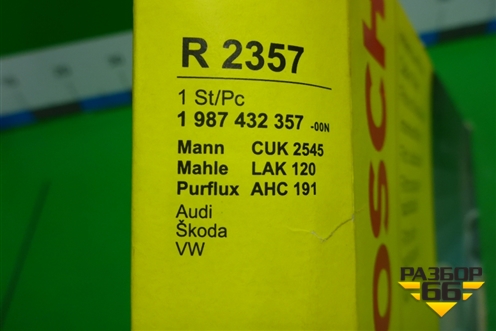 R 2357
1 St/Pc
1 987 432 357 -00N
Mann CUK 2545
Mahle LAK 120
Purflux AHC 191
Audi
Škoda
VW
OSCH
РАЗБОР
66